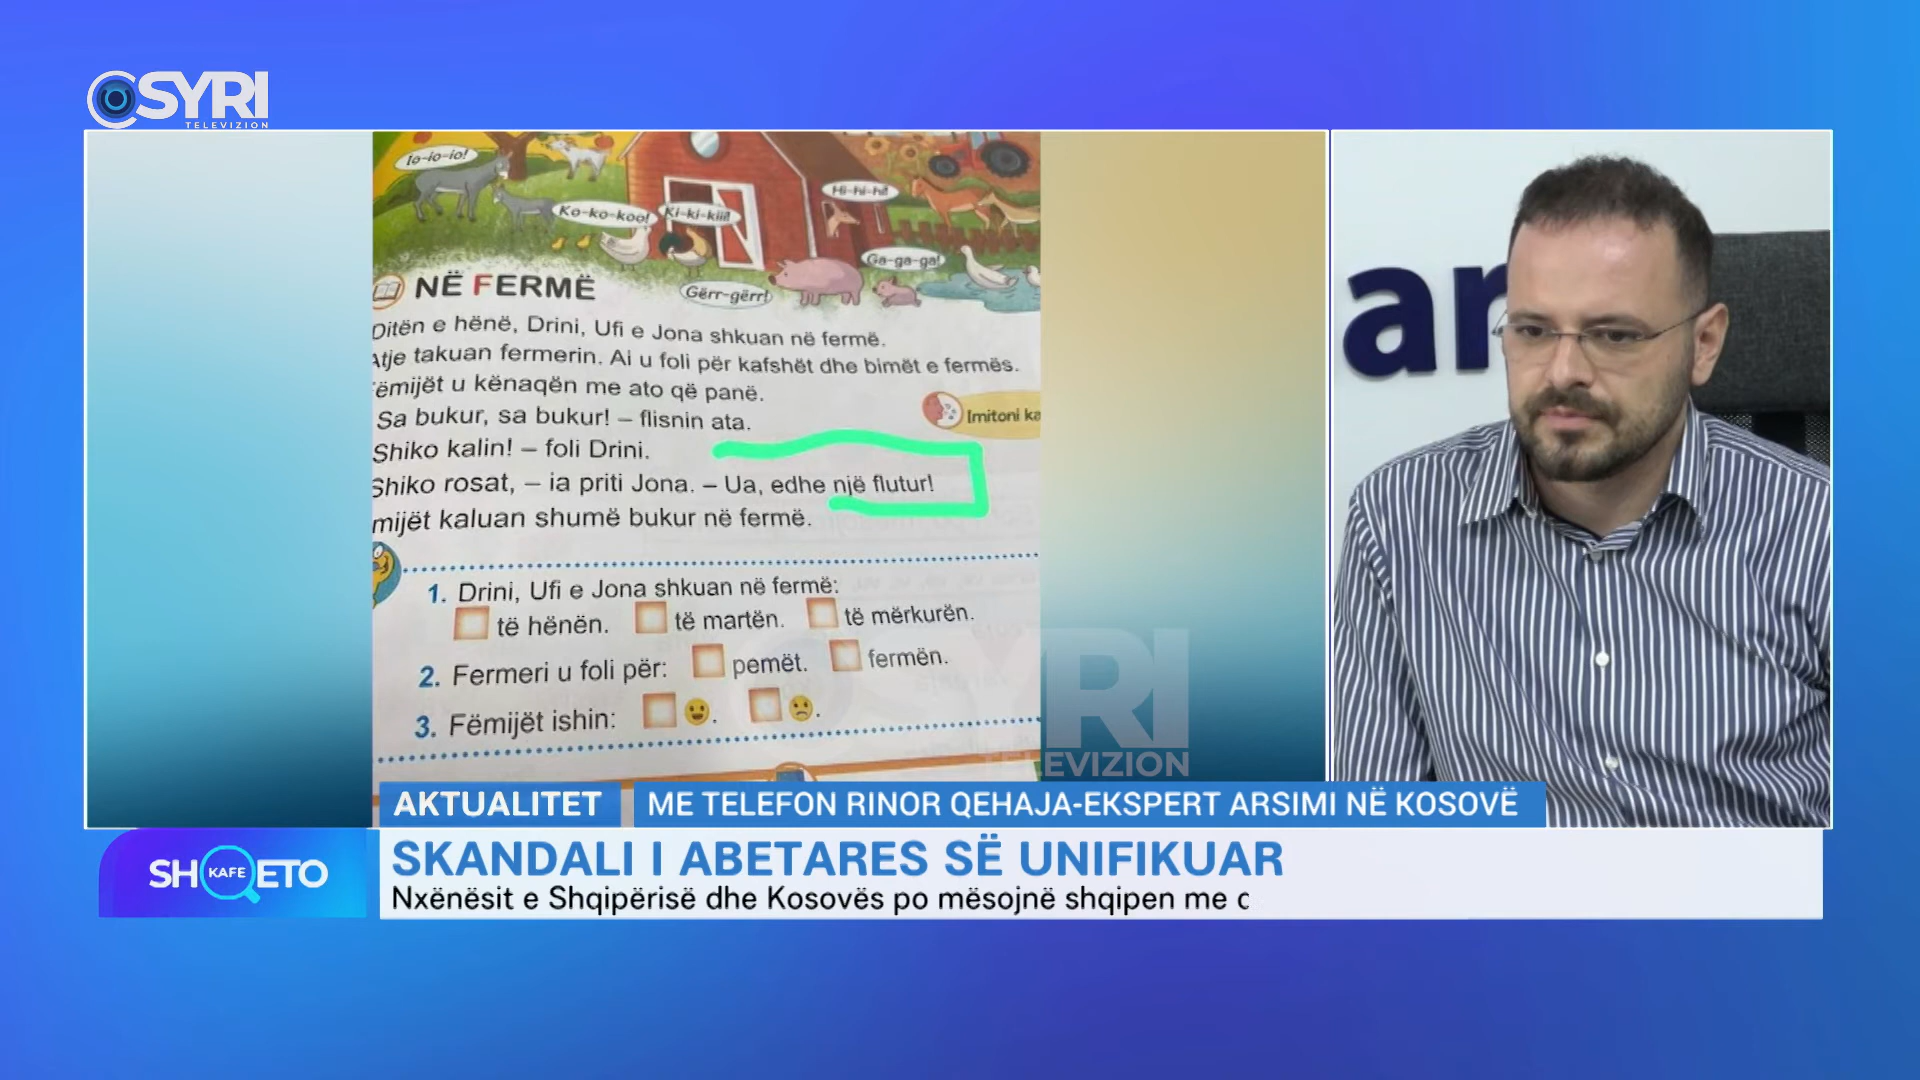 SYRI
TELEVIZION
Io-io-io!
Ko-ko-koo!
Ki-ki-kiii!
Hi-hi-hi!
Ga-ga-ga!
Gërr-gërr!
NË FERMË
Ditën e hënë, Drini, Ufi e Jona shkuan në fermë.
Atje takuan fermerin. Ai u foli për kafshët dhe bimët e fermës.
ëmijët u kënaqën me ato që panë.
Sa bukur, sa bukur! – flisnin ata.
Imitoni ka
Shiko kalin! – foli Drini.
Shiko rosat, – ia priti Jona. – Ua, edhe një flutur!
mijët kaluan shumë bukur në fermë.
1. Drini, Ufi e Jona shkuan në fermë:
të hënën. të martën. të mërkurën.
2. Fermeri u foli për: pemët. fermën.
3. Fëmijët ishin: . .
SYRI
TELEVIZION
ar
AKTUALITET
ME TELEFON RINOR QEHAJA-EKSPERT ARSIMI NË KOSOVË
SHQETO
KAFE
SKANDALI I ABETARES SË UNIFIKUAR
Nxënësit e Shqipërisë dhe Kosovës po mësojnë shqipen me